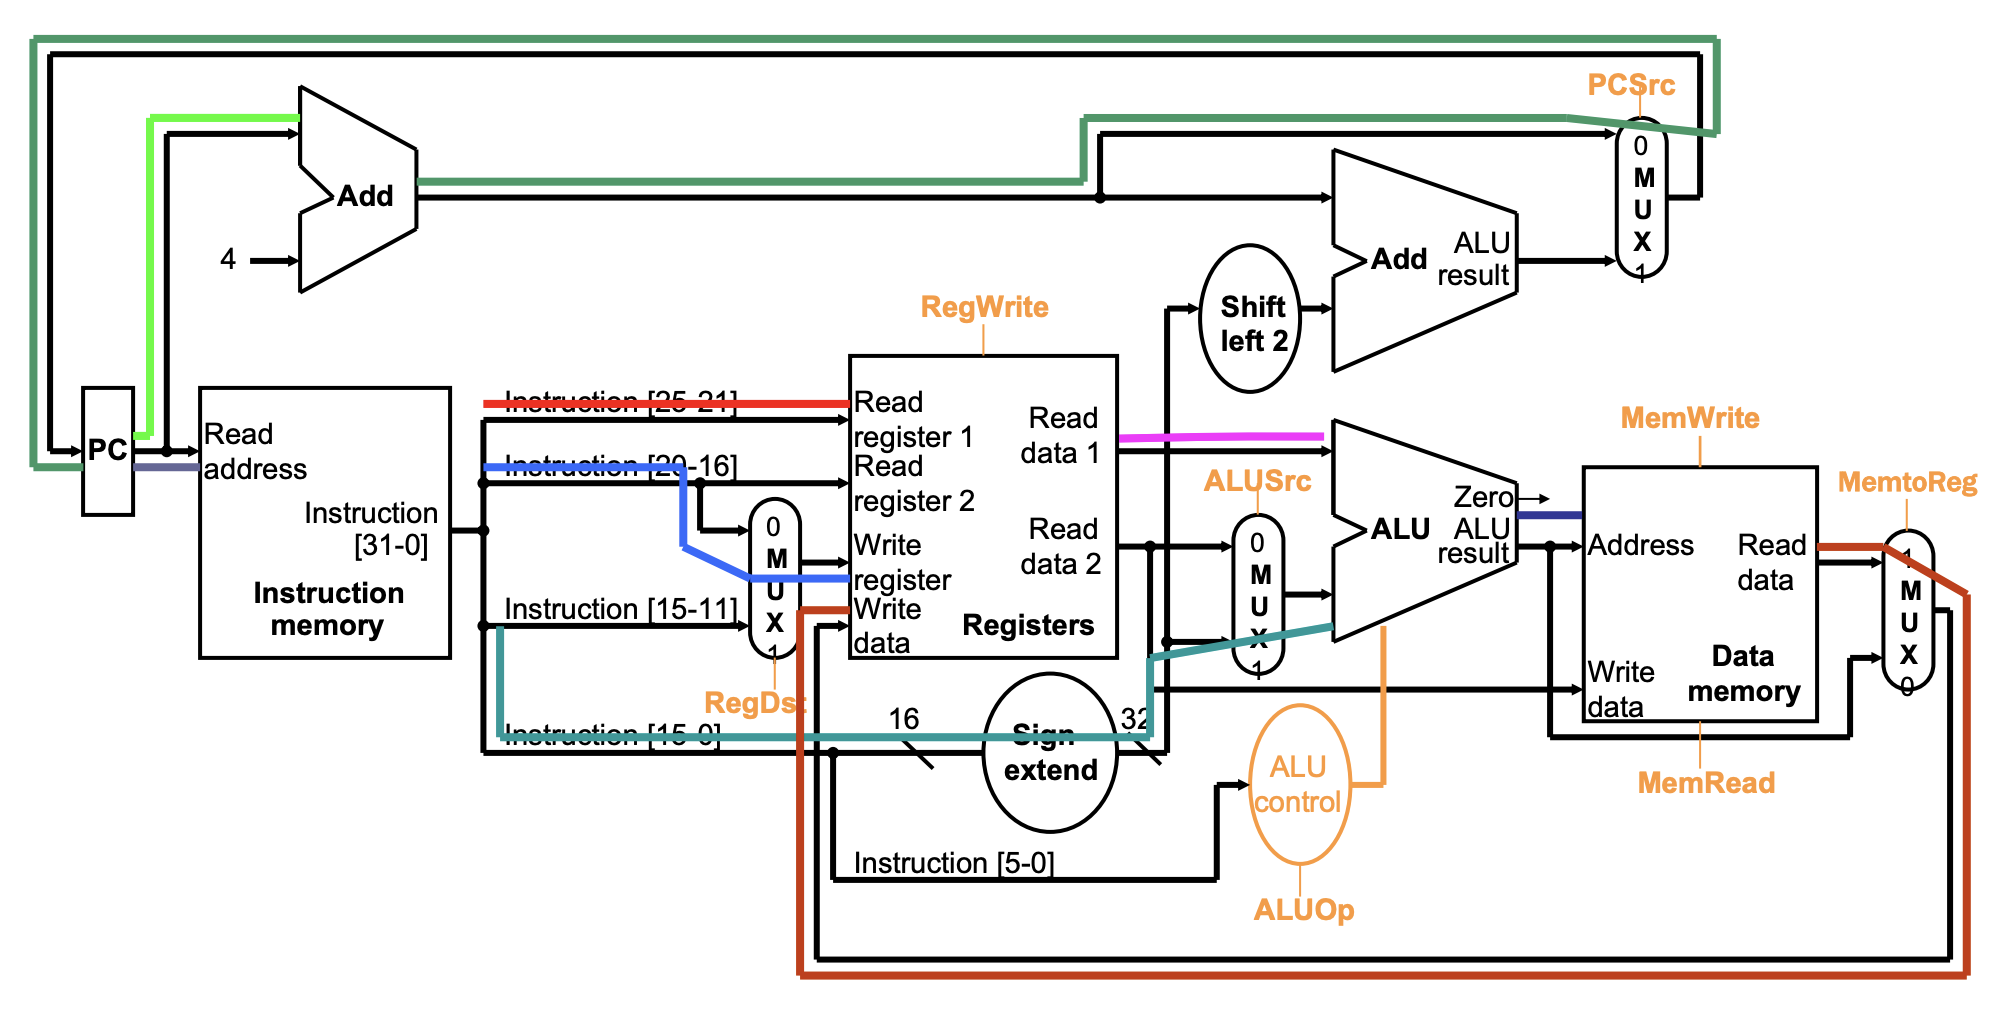 PCSrc
0
M
U
X
1
Add
4
Add
ALU
result
Shift
left 2
RegWrite
PC
Read
address
Instruction
[31-0]
Instruction
memory
Instruction [25-21]
Instruction [20-16]
Instruction [15-11]
Instruction [15-0]
0
M
U
X
1
RegDst
Read
register 1
Read
register 2
Write
register
Write
data
Read
data 1
Read
data 2
Registers
ALUSrc
0
M
U
X
1
Zero
ALU
ALU
result
MemWrite
Address
Read
data
Write
data
Data
memory
MemRead
MemtoReg
1
M
U
X
0
16
Sign
extend
32
ALU
control
Instruction [5-0]
ALUOp